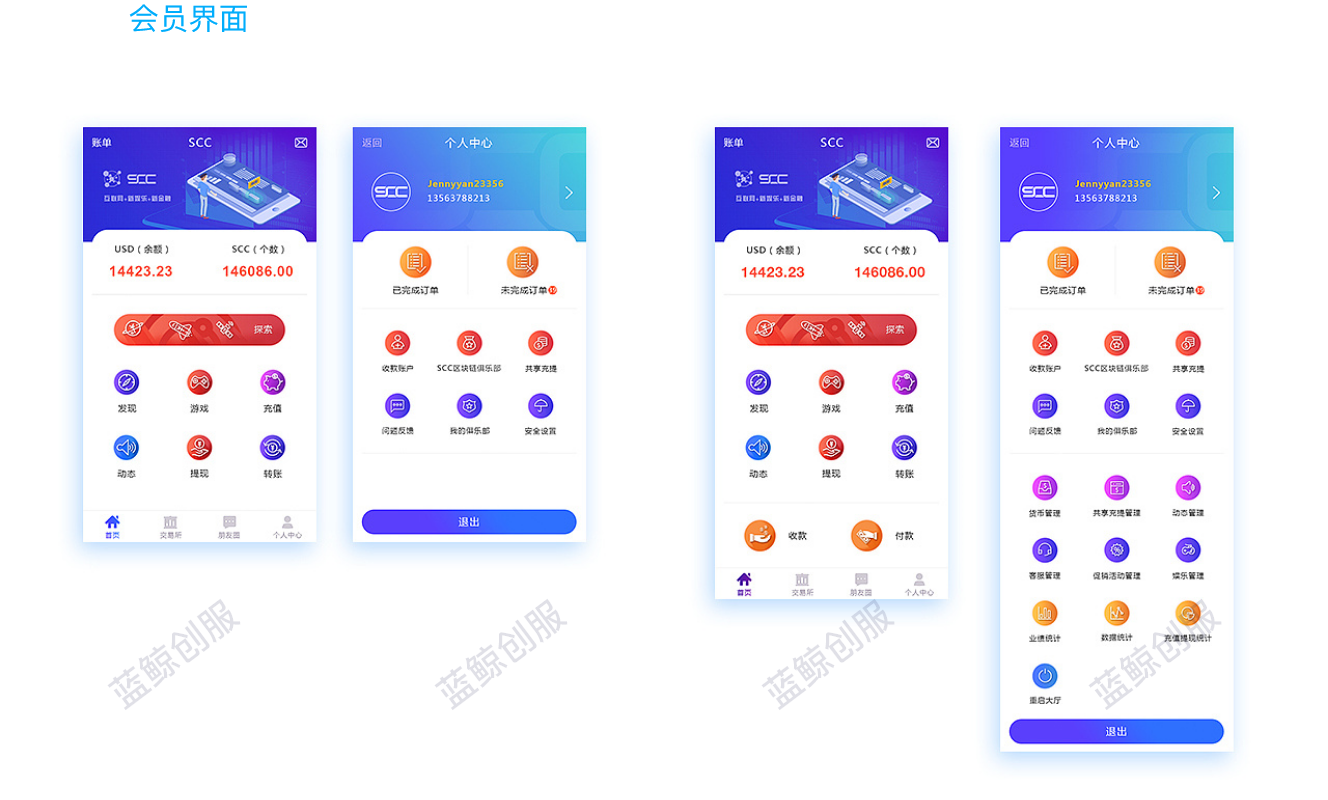 会员界面
账单 SCC
SCC
互联网+新娱乐+新金融
USD（余额） SCC（个数）
14423.23 146086.00
探索
发现 游戏 充值
动态 提现 转账
首页 交易所 朋友圈 个人中心
返回 个人中心
SCC
Jennyyan23356
13563788213
已完成订单 未完成订单
收款账户 SCC区块链俱乐部 共享充提
问题反馈 我的俱乐部 安全设置
退出
账单 SCC
SCC
互联网+新娱乐+新金融
USD（余额） SCC（个数）
14423.23 146086.00
探索
发现 游戏 充值
动态 提现 转账
收款 付款
首页 交易所 朋友圈 个人中心
返回 个人中心
SCC
Jennyyan23356
13563788213
已完成订单 未完成订单
收款账户 SCC区块链俱乐部 共享充提
问题反馈 我的俱乐部 安全设置
货币管理 共享充提管理 动态管理
客服管理 促销活动管理 娱乐管理
业绩统计 数据统计 充值提现统计
重启大厅
退出
蓝鲸创服 蓝鲸创服 蓝鲸创服 蓝鲸创服